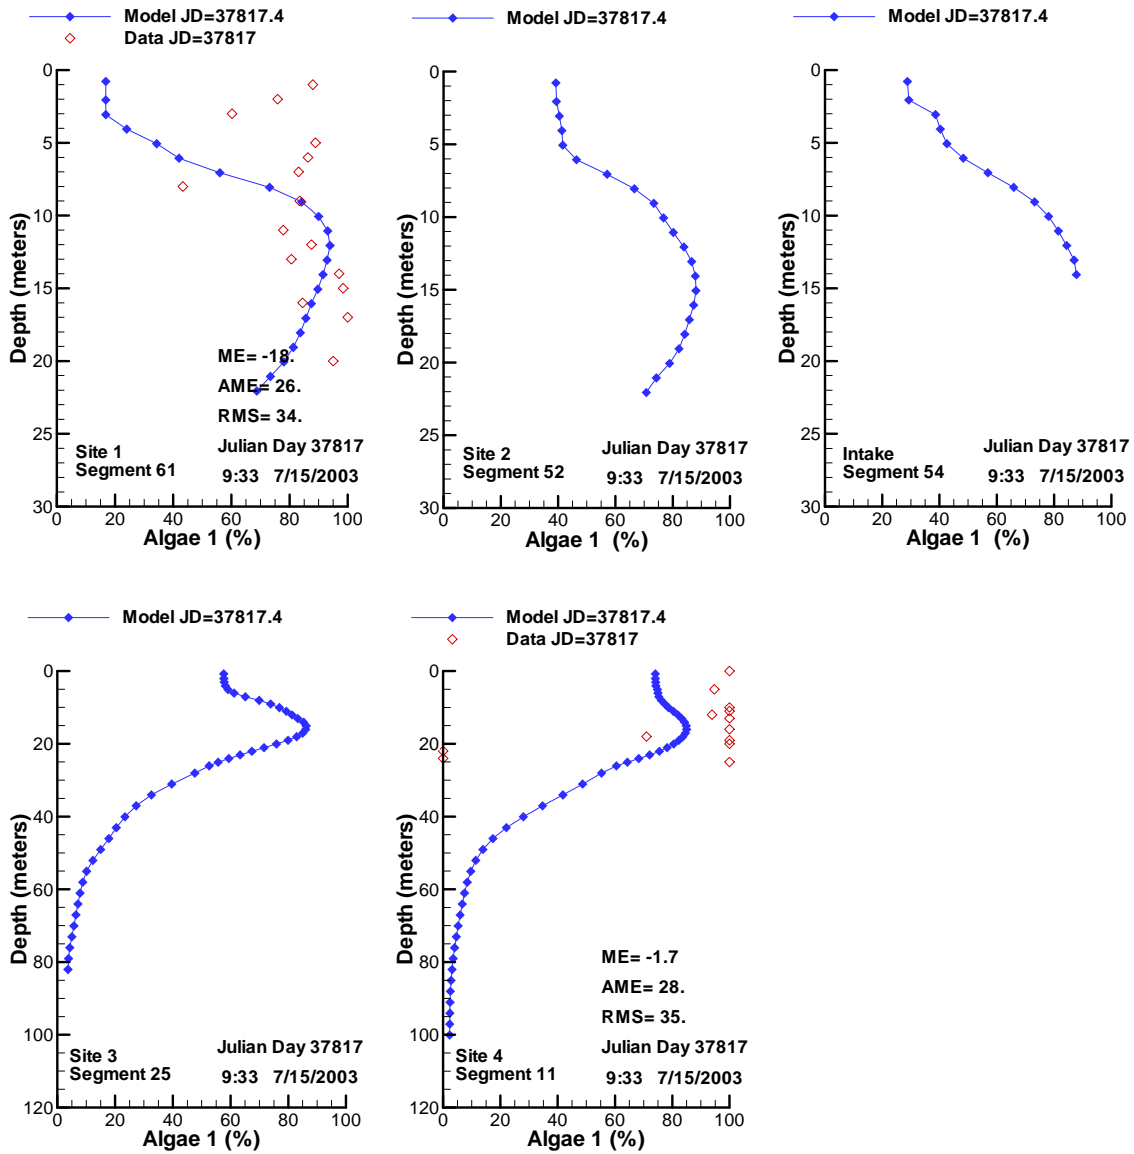 Model JD=37817.4
Data JD=37817
0
5
10
15
20
25
30
Depth (meters)
ME= -18.
AME= 26.
RMS= 34.
Site 1
Segment 61
Julian Day 37817
9:33 7/15/2003
0 20 40 60 80 100
Algae 1 (%)
Model JD=37817.4
0
5
10
15
20
25
30
Depth (meters)
Site 2
Segment 52
Julian Day 37817
9:33 7/15/2003
0 20 40 60 80 100
Algae 1 (%)
Model JD=37817.4
0
5
10
15
20
25
30
Depth (meters)
Intake
Segment 54
Julian Day 37817
9:33 7/15/2003
0 20 40 60 80 100
Algae 1 (%)
Model JD=37817.4
0
20
40
60
80
100
120
Depth (meters)
Site 3
Segment 25
Julian Day 37817
9:33 7/15/2003
0 20 40 60 80 100
Algae 1 (%)
Model JD=37817.4
Data JD=37817
0
20
40
60
80
100
120
Depth (meters)
ME= -1.7
AME= 28.
RMS= 35.
Site 4
Segment 11
Julian Day 37817
9:33 7/15/2003
0 20 40 60 80 100
Algae 1 (%)